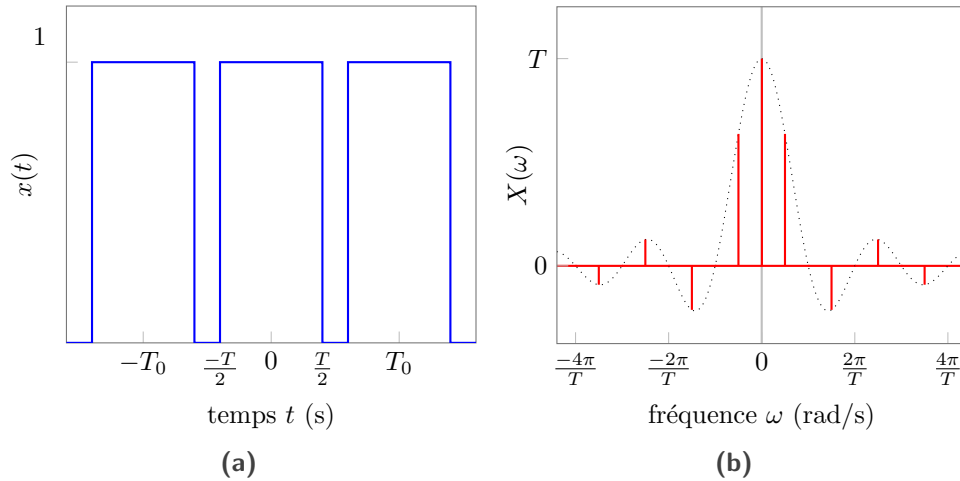 1
x(t)
−T₀ −T/2 0 T/2 T₀
temps t (s)
(a)
T
X(ω)
0
−4π/T −2π/T 0 2π/T 4π/T
fréquence ω (rad/s)
(b)